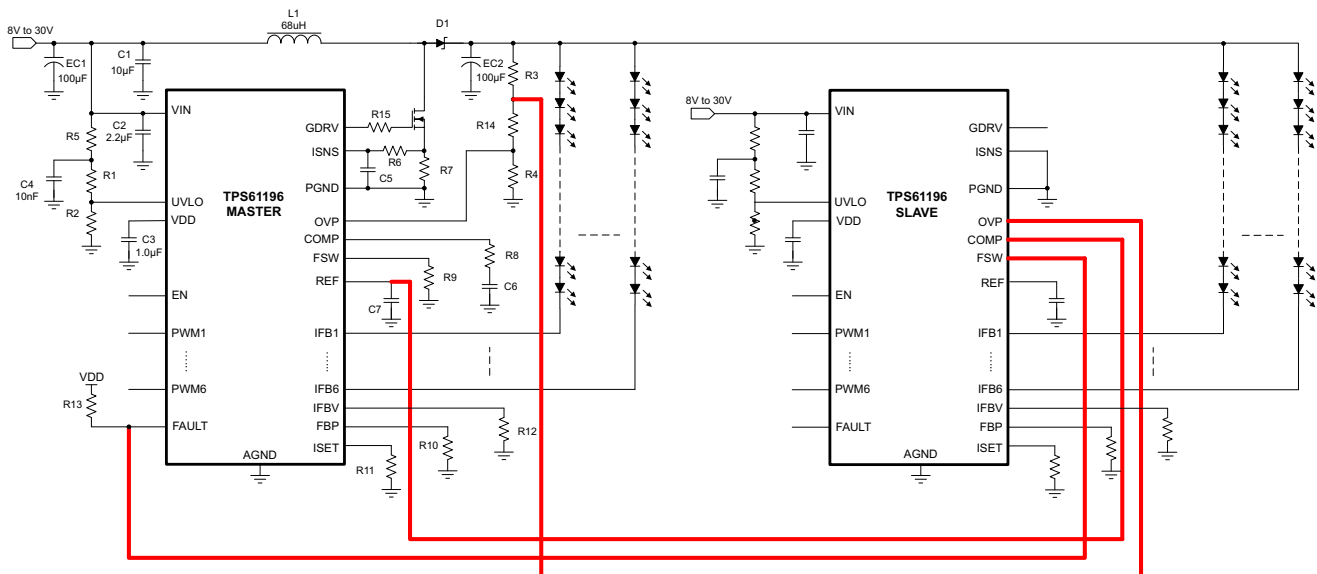 8V to 30V
L1
68uH
D1
EC1
100µF
C1
10µF
EC2
100µF
R3
VIN
R15
GDRV
R14
R5
C2
2.2µF
ISNS
R6
R7
C5
R4
C4
10nF
R1
PGND
TPS61196
MASTER
UVLO
R2
VDD
OVP
C3
1.0µF
COMP
R8
FSW
R9
C6
REF
C7
EN
PWM1
IFB1
VDD
PWM6
IFB6
R13
IFBV
FAULT
FBP
R12
R10
ISET
R11
AGND
8V to 30V
VIN
GDRV
ISNS
PGND
TPS61196
SLAVE
UVLO
VDD
OVP
COMP
FSW
REF
EN
PWM1
IFB1
PWM6
IFB6
IFBV
FAULT
FBP
ISET
AGND